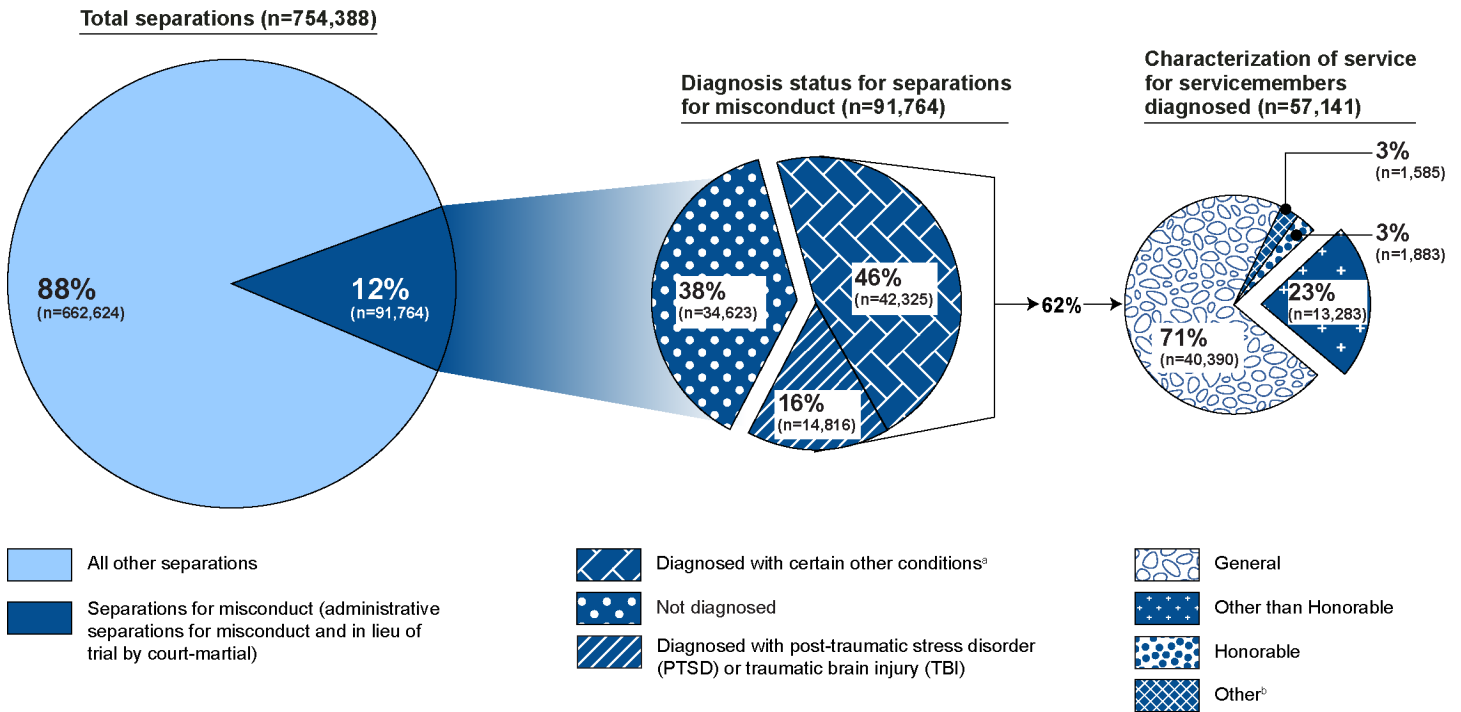 Total separations (n=754,388)
88%
(n=662,624)
12%
(n=91,764)
Diagnosis status for separations
for misconduct (n=91,764)
38%
(n=34,623)
46%
(n=42,325)
16%
(n=14,816)
62%
Characterization of service
for servicemembers
diagnosed (n=57,141)
3%
(n=1,585)
3%
(n=1,883)
23%
(n=13,283)
71%
(n=40,390)
All other separations
Separations for misconduct (administrative
separations for misconduct and in lieu of
trial by court-martial)
Diagnosed with certain other conditionsᵃ
Not diagnosed
Diagnosed with post-traumatic stress disorder
(PTSD) or traumatic brain injury (TBI)
General
Other than Honorable
Honorable
Otherᵇ